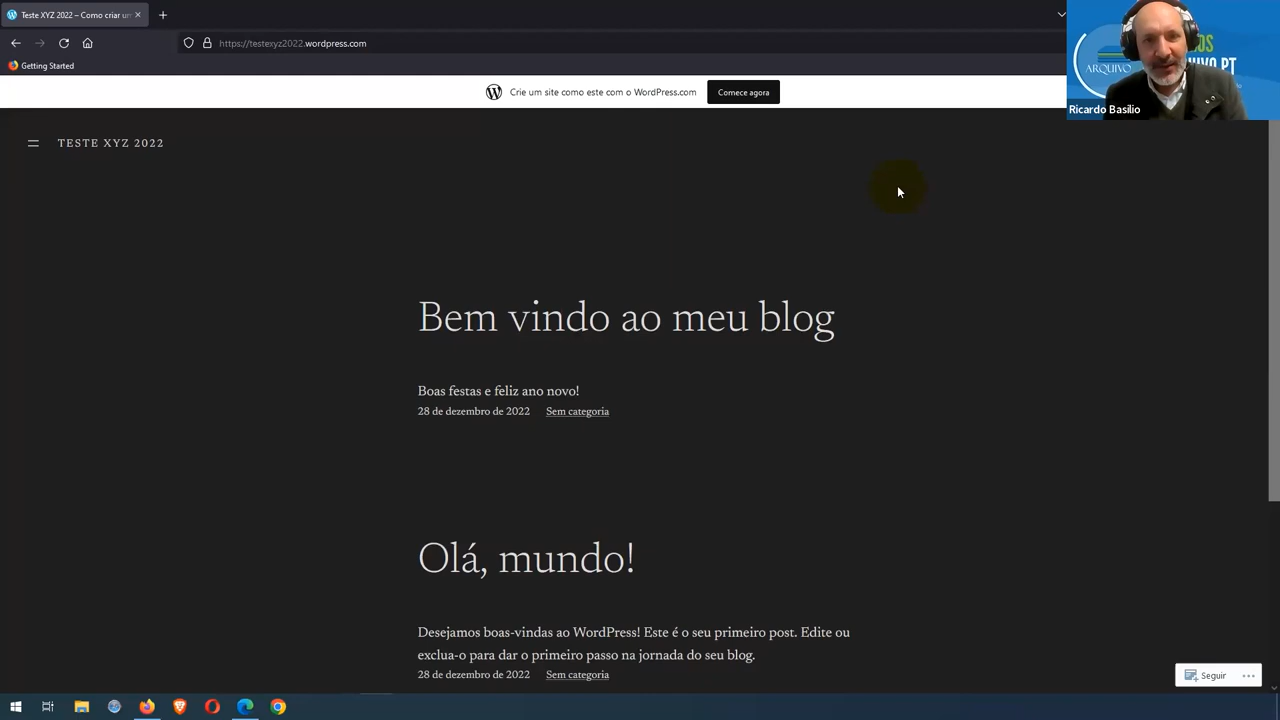 Teste XYZ 2022 – Como criar un
https://testexyz2022.wordpress.com
Getting Started
Crie um site como este com o WordPress.com
Comece agora
ARQUIVO
PT
Ricardo Basilio
TESTE XYZ 2022
Bem vindo ao meu blog
Boas festas e feliz ano novo!
28 de dezembro de 2022 Sem categoria
Olá, mundo!
Desejamos boas-vindas ao WordPress! Este é o seu primeiro post. Edite ou
exclua-o para dar o primeiro passo na jornada do seu blog.
28 de dezembro de 2022 Sem categoria
Seguir